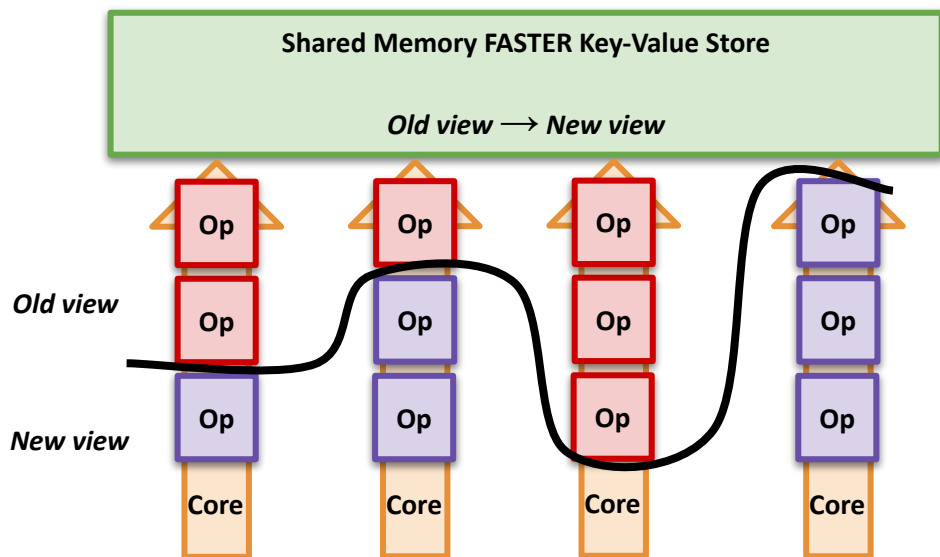 Shared Memory FASTER Key-Value Store
Old view → New view
Op Op Op Op
Old view
Op Op Op Op
Op Op Op Op
New view
Core Core Core Core